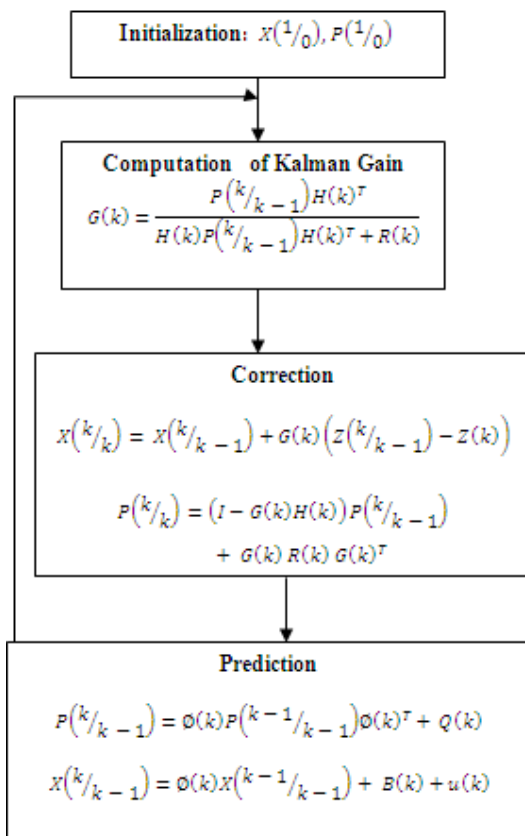 Initialization: X(1/0), P(1/0)
Computation of Kalman Gain
G(k) = P(k/k − 1)H(k)ᵀ / H(k)P(k/k − 1)H(k)ᵀ + R(k)
Correction
X(k/k) = X(k/k − 1) + G(k)(Z(k/k − 1) − Z(k))
P(k/k) = (I − G(k)H(k))P(k/k − 1)
+ G(k) R(k) G(k)ᵀ
Prediction
P(k/k − 1) = Ø(k)P(k−1/k − 1)Ø(k)ᵀ + Q(k)
X(k/k − 1) = Ø(k)X(k−1/k − 1) + B(k) + u(k)